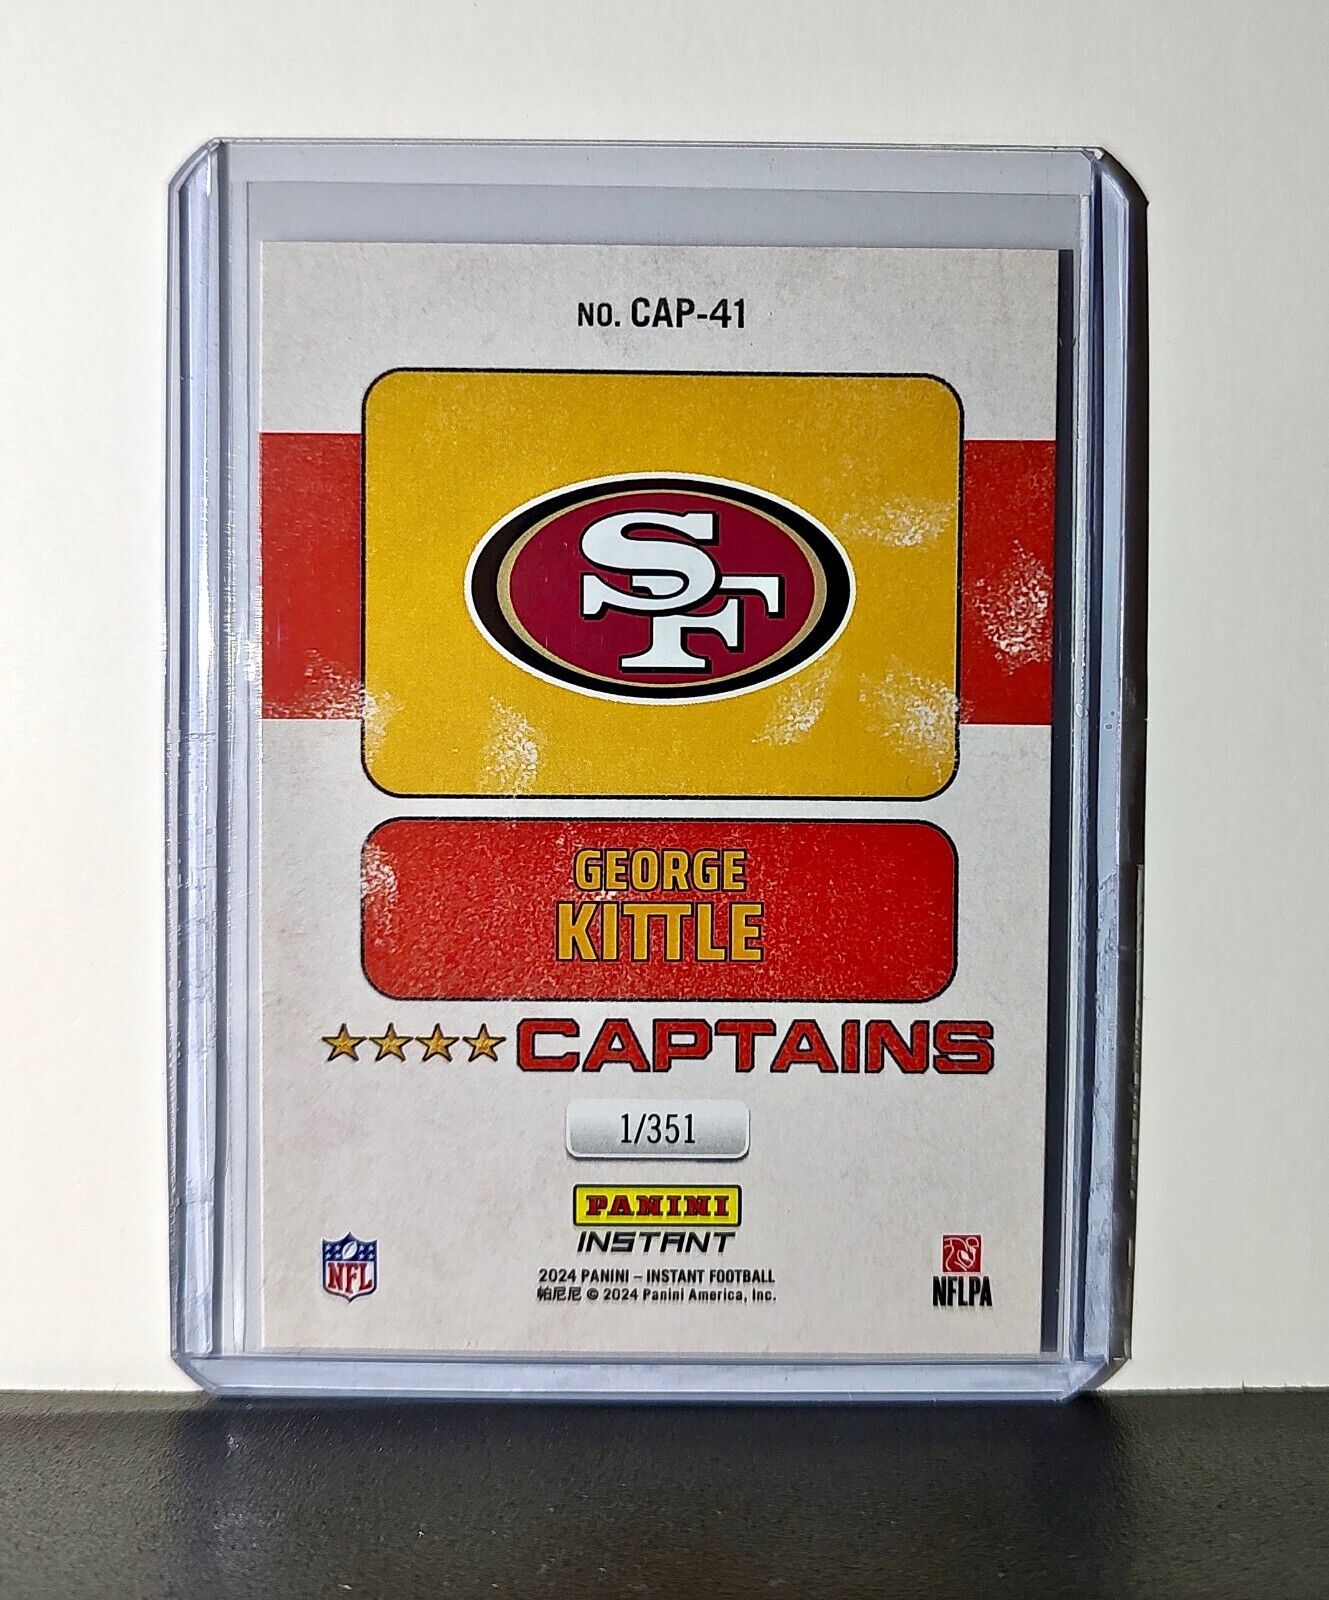 NO. CAP-41
SF
GEORGE
KITTLE
CAPTAINS
1/351
PANINI
INSTANT
NFL
NFLPA
2024 PANINI – INSTANT FOOTBALL
帕尼尼 © 2024 Panini America, Inc.